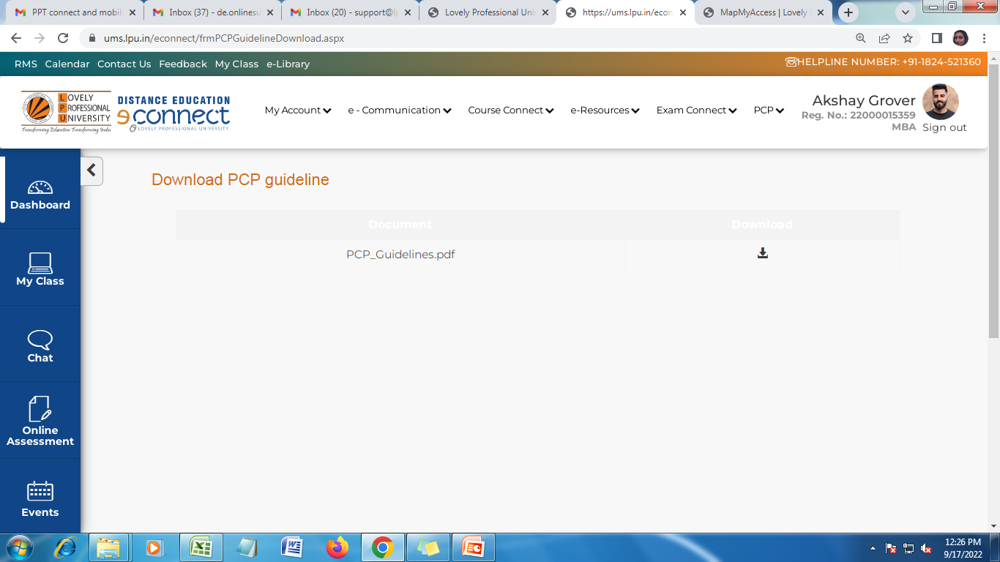 PPT connect and mobil
Inbox (37) - de.onlinesu
Inbox (20) - support@l
Lovely Professional Uni
https://ums.lpu.in/econ
MapMyAccess | Lovely
ums.lpu.in/econnect/frmPCPGuidelineDownload.aspx
RMS Calendar Contact Us Feedback My Class e-Library
HELPLINE NUMBER: +91-1824-521360
LOVELY
PROFESSIONAL
UNIVERSITY
Transforming Education Transforming India
DISTANCE EDUCATION
e connect
LOVELY PROFESSIONAL UNIVERSITY
My Account
e - Communication
Course Connect
e-Resources
Exam Connect
PCP
Akshay Grover
Reg. No.: 22000015359
MBA
Sign out
Dashboard
My Class
Chat
Online
Assessment
Events
Download PCP guideline
Document Download
PCP_Guidelines.pdf
12:26 PM
9/17/2022